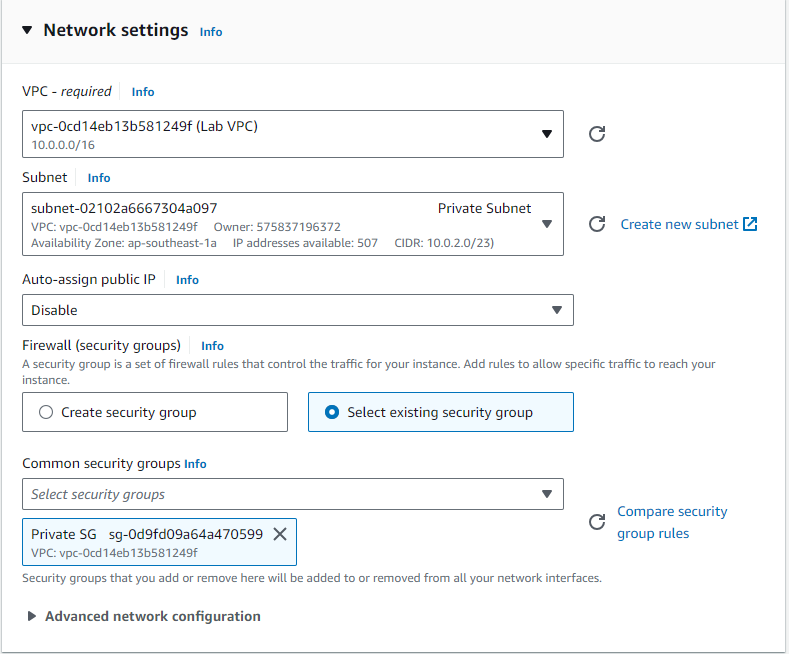 Network settings Info
VPC - required Info
vpc-0cd14eb13b581249f (Lab VPC)
10.0.0.0/16
Subnet Info
subnet-02102a6667304a097 Private Subnet
VPC: vpc-0cd14eb13b581249f Owner: 575837196372
Availability Zone: ap-southeast-1a IP addresses available: 507 CIDR: 10.0.2.0/23)
Create new subnet
Auto-assign public IP Info
Disable
Firewall (security groups) Info
A security group is a set of firewall rules that control the traffic for your instance. Add rules to allow specific traffic to reach your
instance.
Create security group
Select existing security group
Common security groups Info
Select security groups
Private SG sg-0d9fd09a64a470599
VPC: vpc-0cd14eb13b581249f
Compare security
group rules
Security groups that you add or remove here will be added to or removed from all your network interfaces.
Advanced network configuration